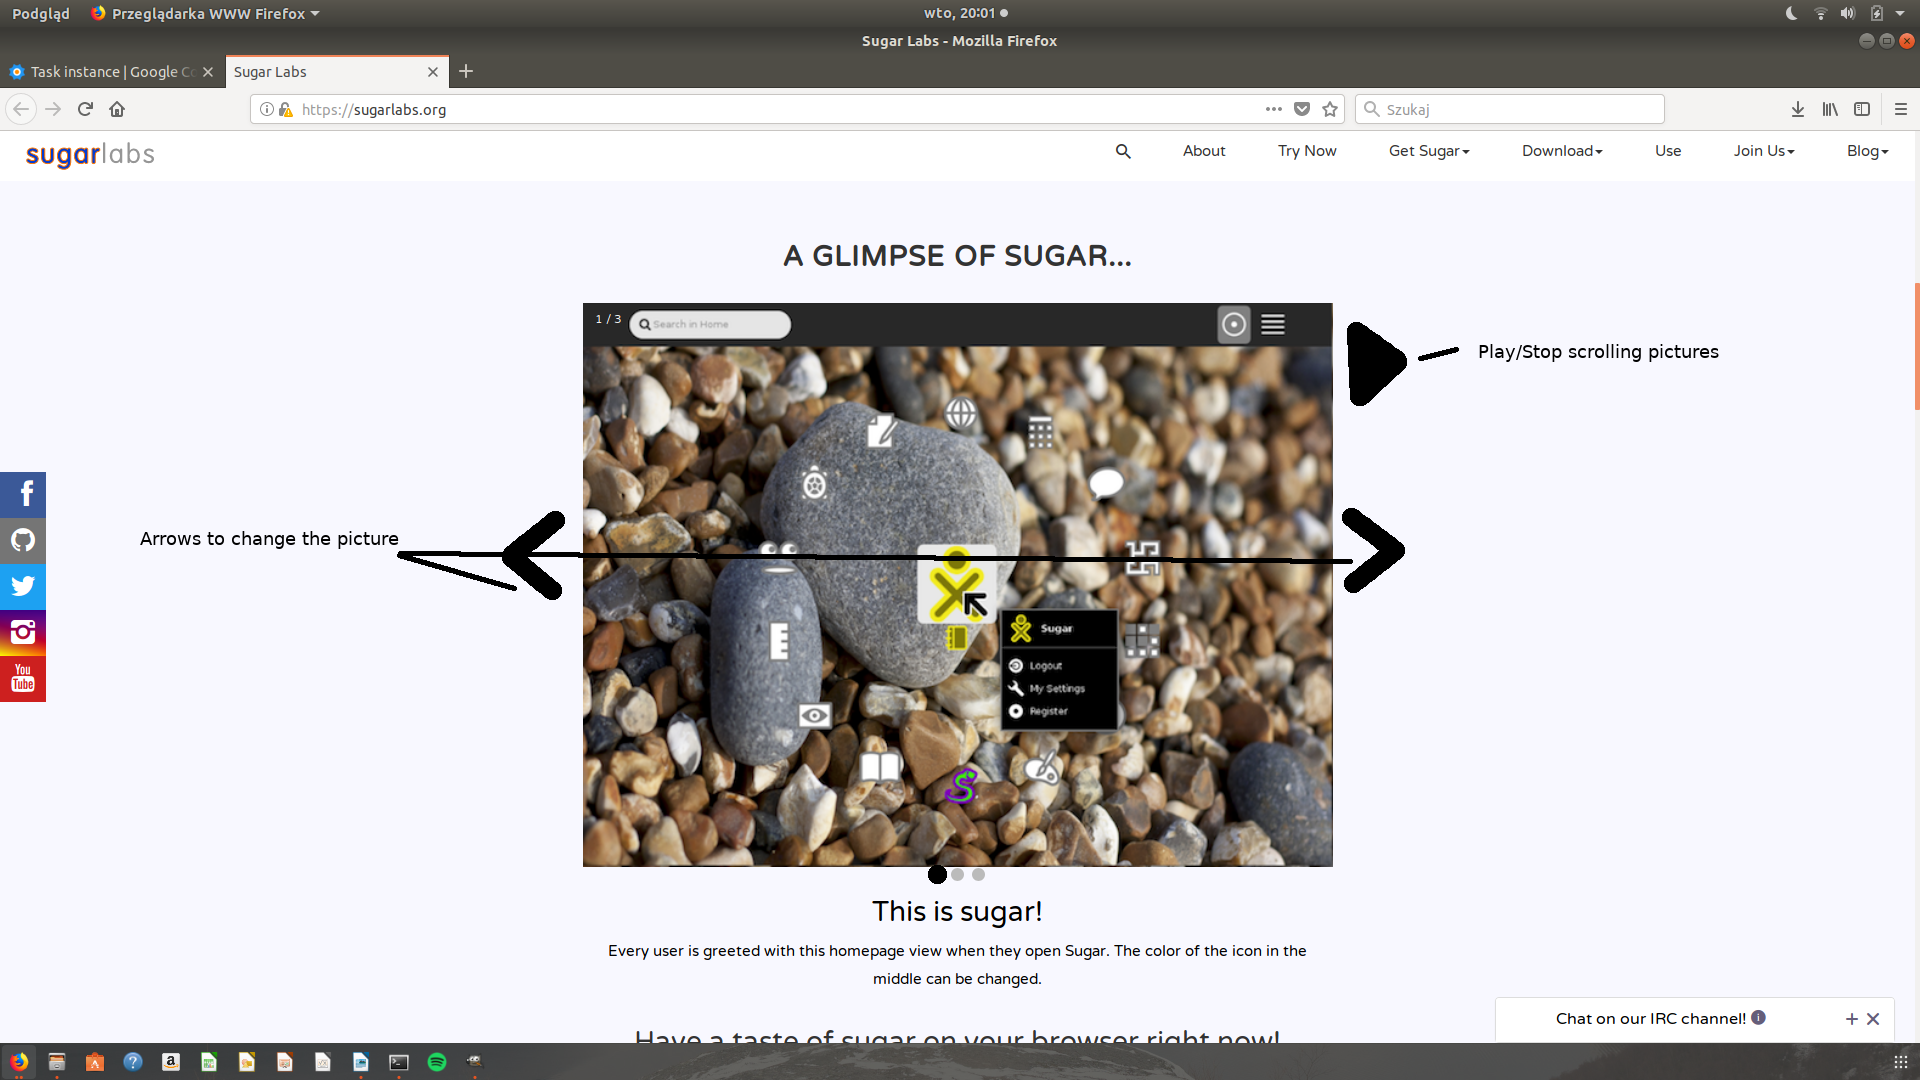 Podgląd
Przeglądarka WWW Firefox
wto, 20:01
Sugar Labs - Mozilla Firefox
Task instance | Google Co
Sugar Labs
https://sugarlabs.org
Szukaj
sugarlabs
About
Try Now
Get Sugar
Download
Use
Join Us
Blog
A GLIMPSE OF SUGAR...
1 / 3
Search in Home
Play/Stop scrolling pictures
Arrows to change the picture
Sugar
Logout
My Settings
Register
You
Tube
This is sugar!
Every user is greeted with this homepage view when they open Sugar. The color of the icon in the
middle can be changed.
Have a taste of sugar on your browser right now!
Chat on our IRC channel!